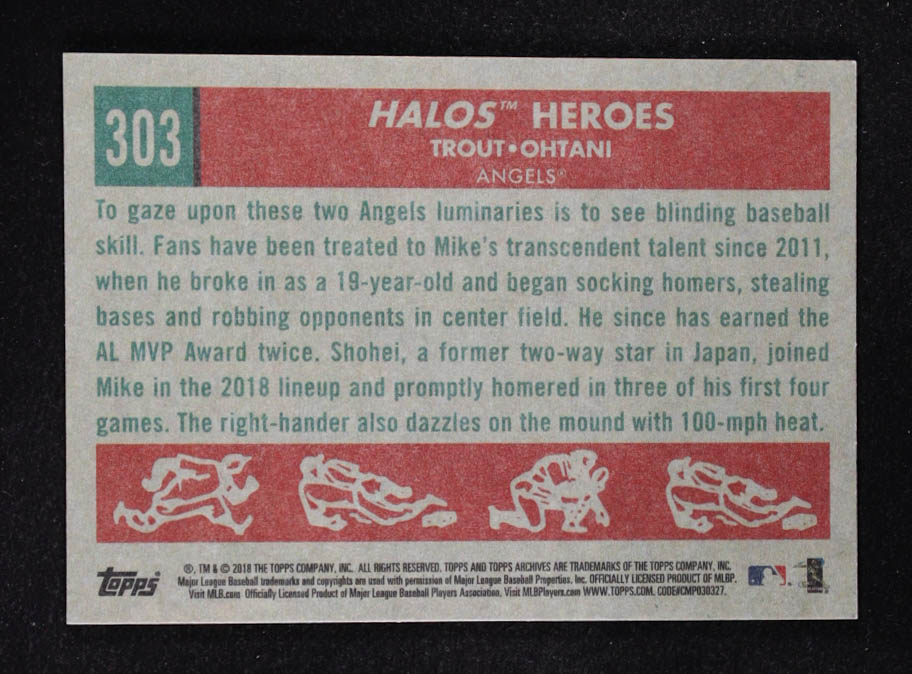 303
HALOS™ HEROES
TROUT•OHTANI
ANGELS®
To gaze upon these two Angels luminaries is to see blinding baseball
skill. Fans have been treated to Mike's transcendent talent since 2011,
when he broke in as a 19-year-old and began socking homers, stealing
bases and robbing opponents in center field. He since has earned the
AL MVP Award twice. Shohei, a former two-way star in Japan, joined
Mike in the 2018 lineup and promptly homered in three of his first four
games. The right-hander also dazzles on the mound with 100-mph heat.
topps®
®, TM & © 2018 THE TOPPS COMPANY, INC. ALL RIGHTS RESERVED. TOPPS AND TOPPS ARCHIVES ARE TRADEMARKS OF THE TOPPS COMPANY, INC.
Major League Baseball trademarks and copyrights are used with permission of Major League Baseball Properties, Inc. OFFICIALLY LICENSED PRODUCT OF MLBP.
Visit MLB.com Officially Licensed Product of Major League Baseball Players Association, Visit MLBPlayers.com WWW.TOPPS.COM. CODE#CMP030327.